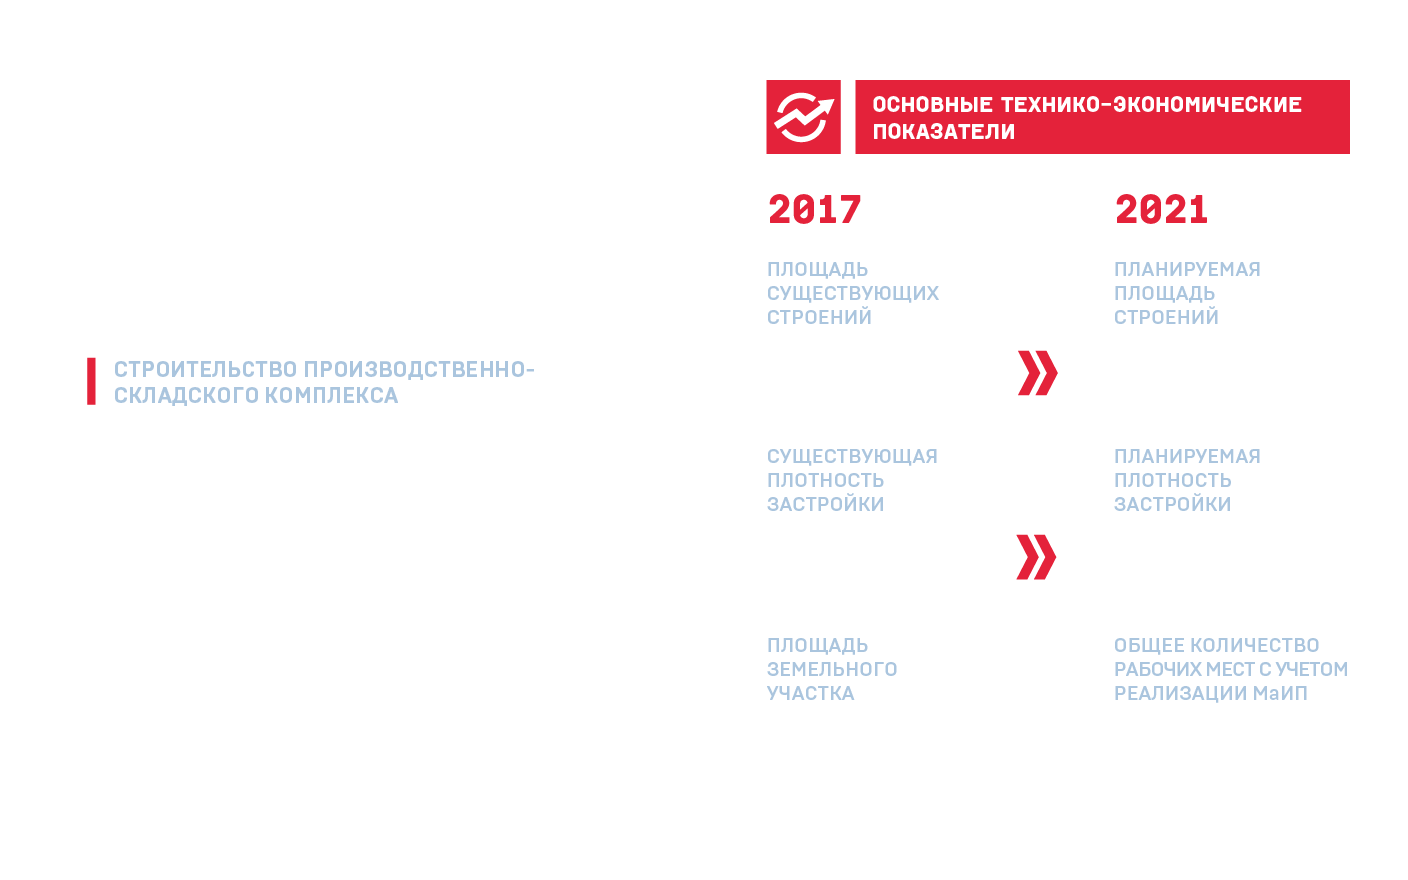 СТРОИТЕЛЬСТВО ПРОИЗВОДСТВЕННО-
СКЛАДСКОГО КОМПЛЕКСА
ОСНОВНЫЕ ТЕХНИКО-ЭКОНОМИЧЕСКИЕ
ПОКАЗАТЕЛИ
2017
2021
ПЛОЩАДЬ
СУЩЕСТВУЮЩИХ
СТРОЕНИЙ
ПЛАНИРУЕМАЯ
ПЛОЩАДЬ
СТРОЕНИЙ
СУЩЕСТВУЮЩАЯ
ПЛОТНОСТЬ
ЗАСТРОЙКИ
ПЛАНИРУЕМАЯ
ПЛОТНОСТЬ
ЗАСТРОЙКИ
ПЛОЩАДЬ
ЗЕМЕЛЬНОГО
УЧАСТКА
ОБЩЕЕ КОЛИЧЕСТВО
РАБОЧИХ МЕСТ С УЧЕТОМ
РЕАЛИЗАЦИИ МаИП